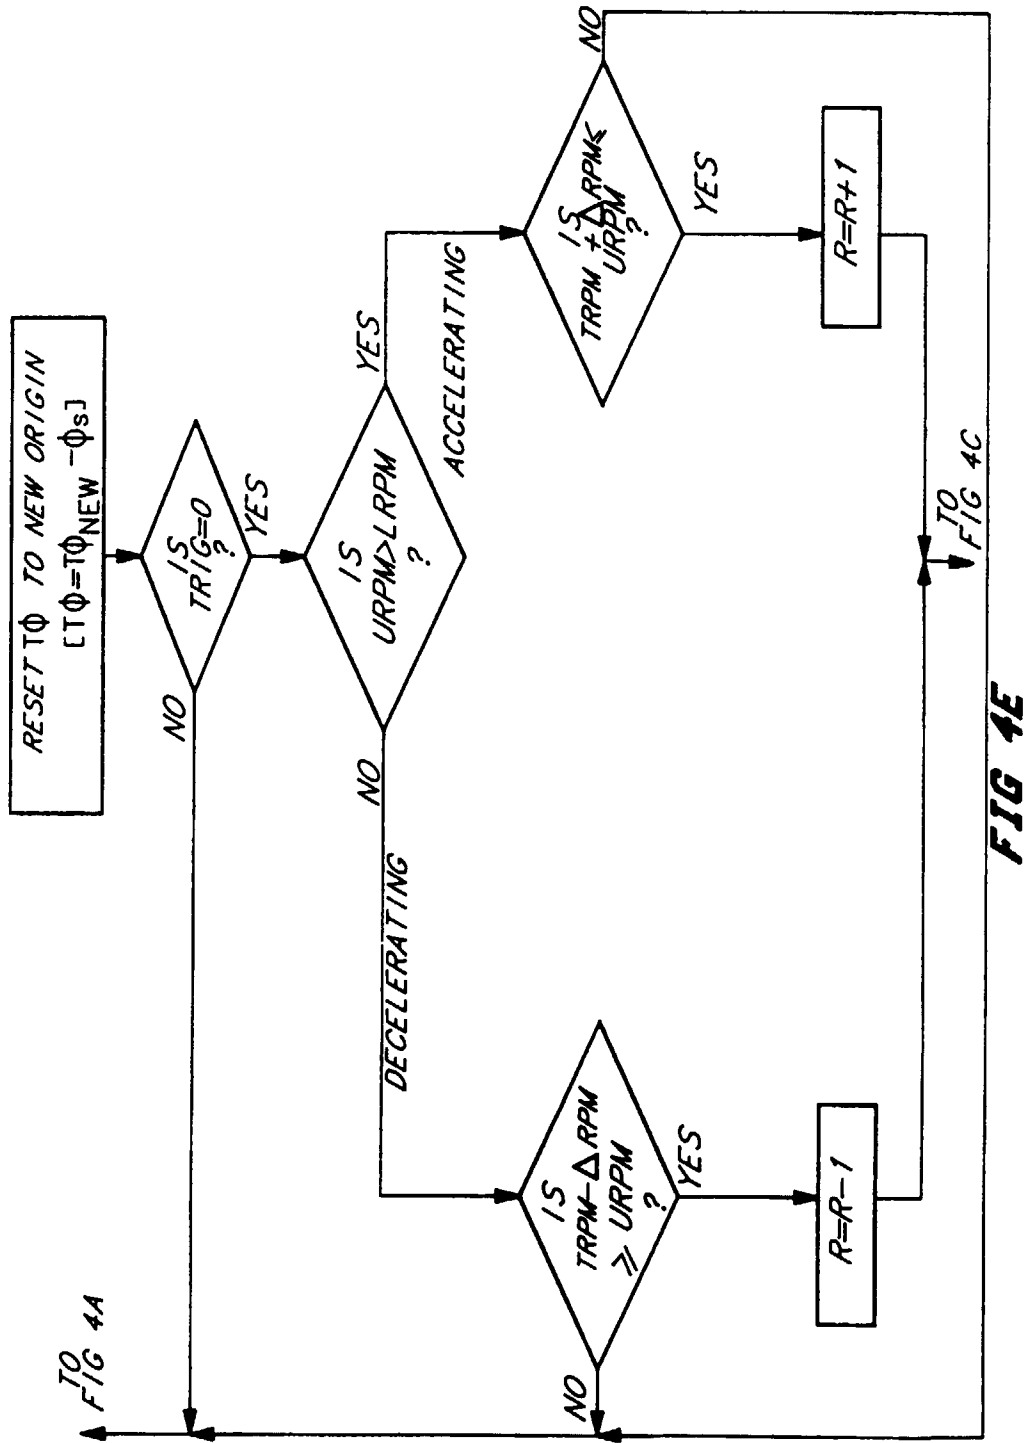 RESET TΦ TO NEW ORIGIN
[TΦ=TΦNEW -Φs]
TO
FIG 4A
IS
TRIG=0
?
NO
YES
IS
URPM>LRPM
?
NO
YES
DECELERATING
ACCELERATING
IS
TRPM-ΔRPM
≥ URPM
?
NO
YES
IS
TRPM + ΔRPM≤
URPM
?
NO
YES
R=R-1
R=R+1
TO
FIG 4C
FIG 4E